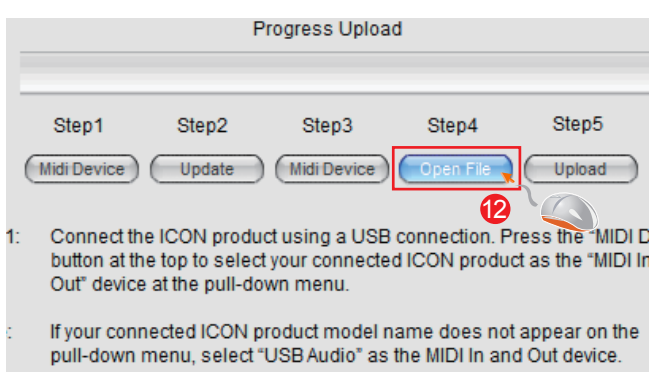 Progress Upload
Step1 Step2 Step3 Step4 Step5
Midi Device Update Midi Device Open File Upload
12
1: Connect the ICON product using a USB connection. Press the “MIDI D
button at the top to select your connected ICON product as the “MIDI In
Out” device at the pull-down menu.
: If your connected ICON product model name does not appear on the
pull-down menu, select “USB Audio” as the MIDI In and Out device.